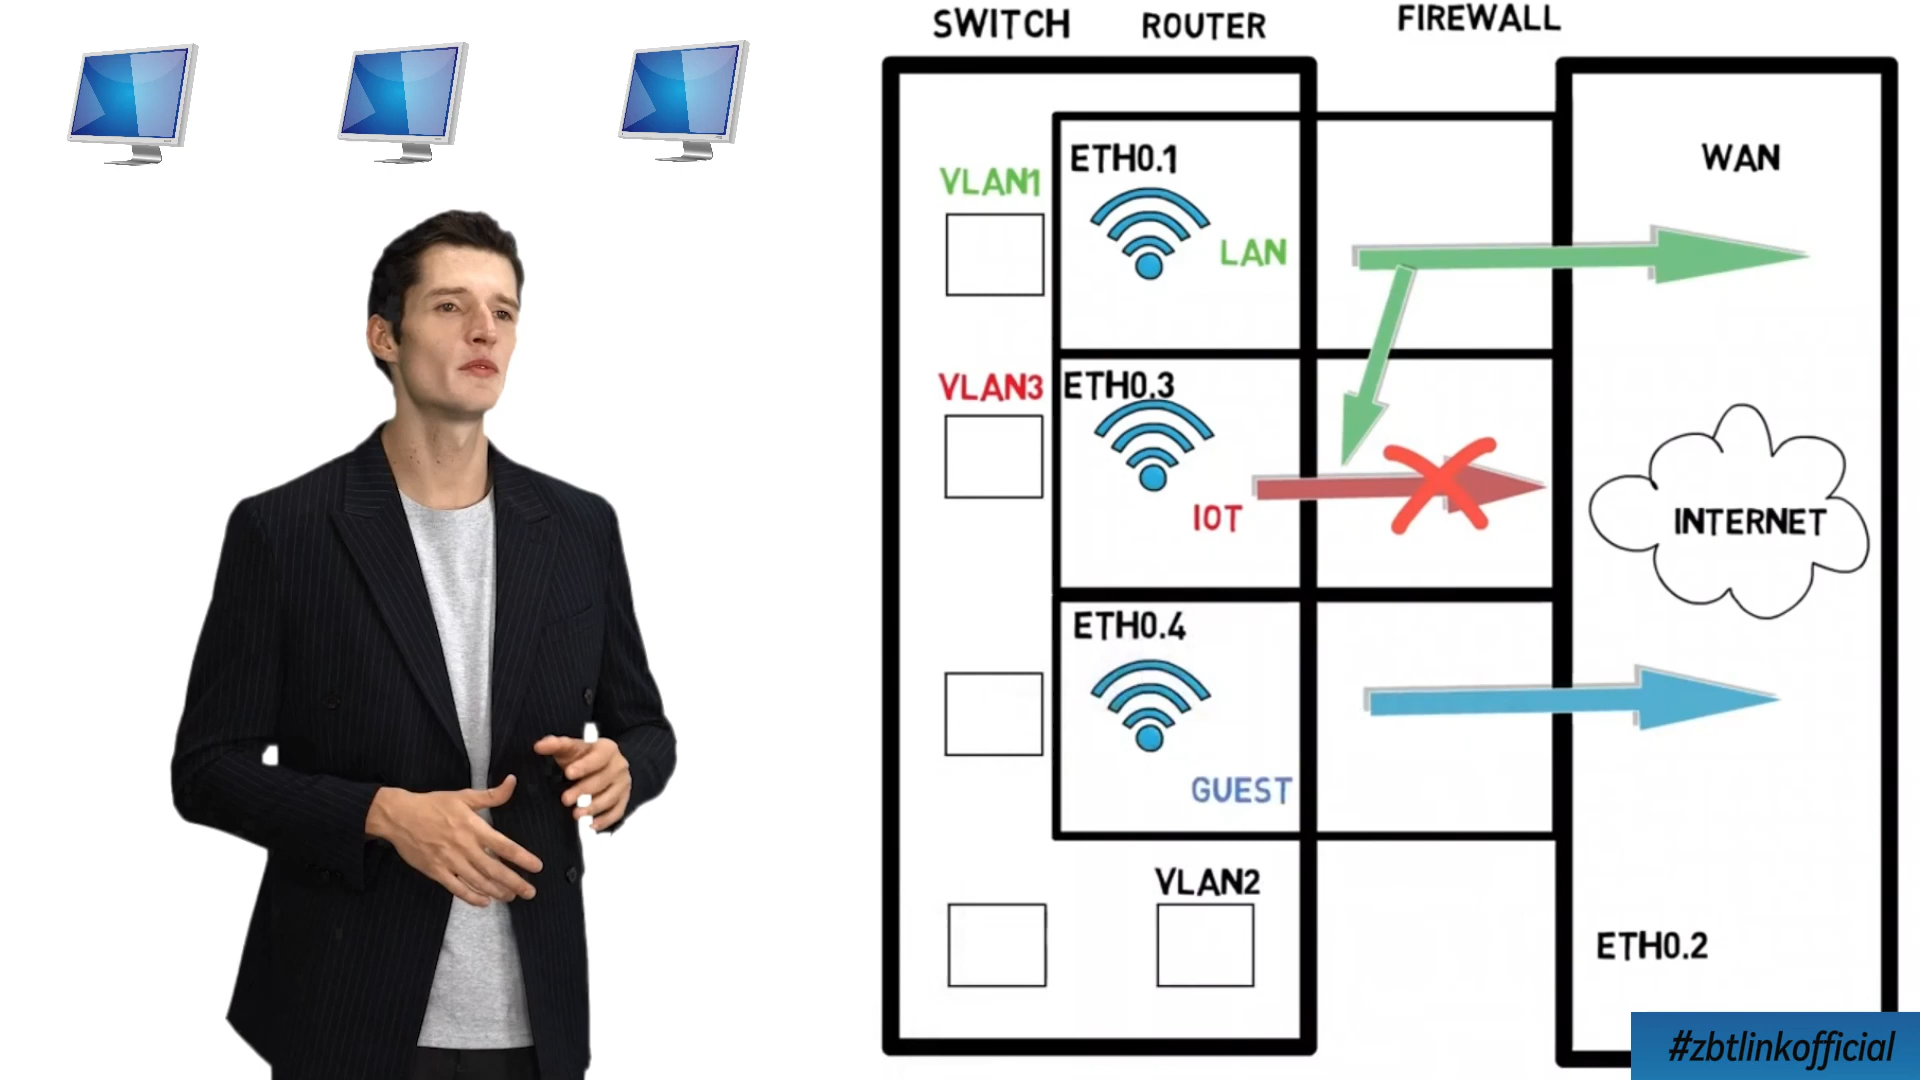 SWITCH
ROUTER
FIREWALL
WAN
ETH0.1
VLAN1
LAN
VLAN3
ETH0.3
IOT
INTERNET
ETH0.4
GUEST
VLAN2
ETH0.2
#zbtlinkofficial